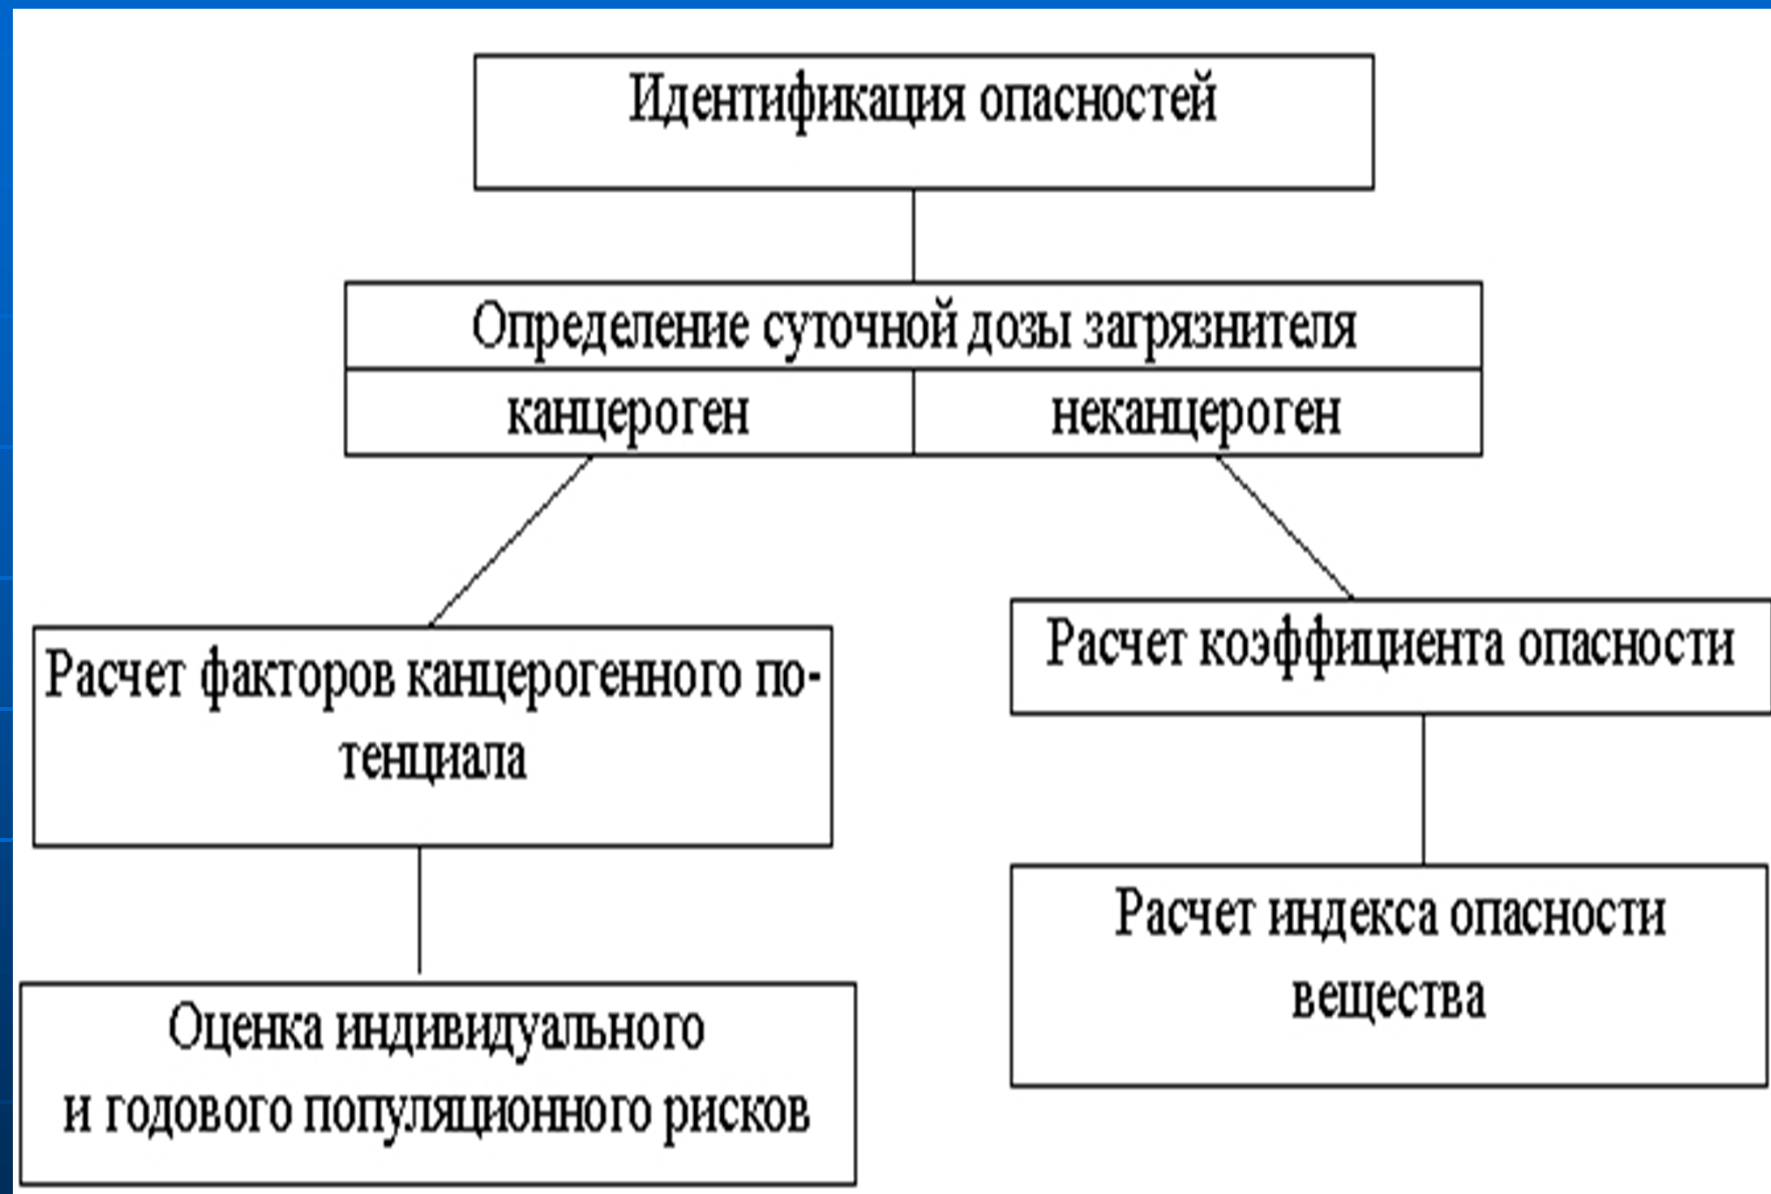 Идентификация опасностей
Определение суточной дозы загрязнителя
канцероген
неканцероген
Расчет факторов канцерогенного по-
тенциала
Оценка индивидуального
и годового популяционного рисков
Расчет коэффициента опасности
Расчет индекса опасности
вещества